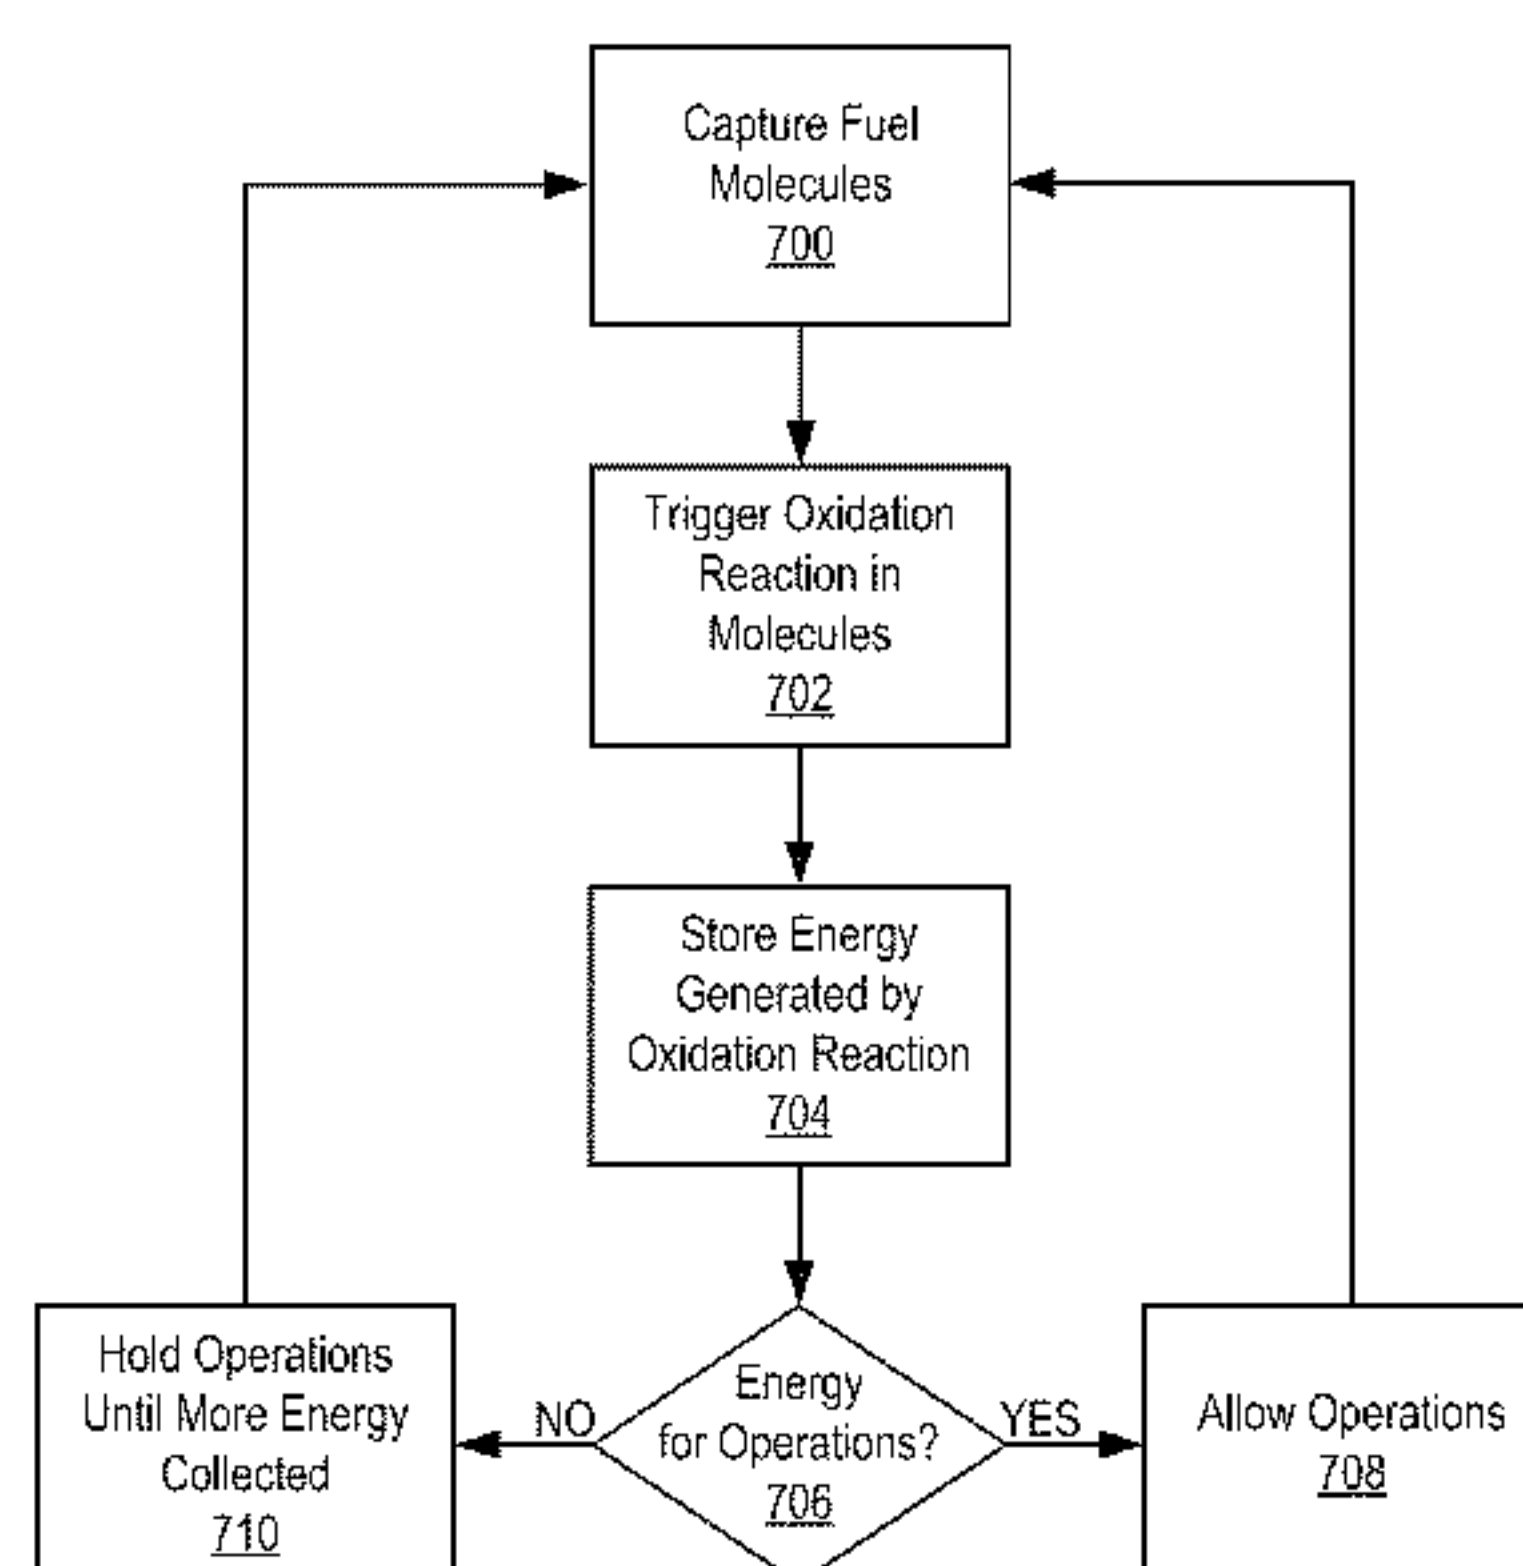 Capture Fuel
Molecules
700
Trigger Oxidation
Reaction in
Molecules
702
Store Energy
Generated by
Oxidation Reaction
704
Energy
for Operations?
706
NO
YES
Hold Operations
Until More Energy
Collected
710
Allow Operations
708